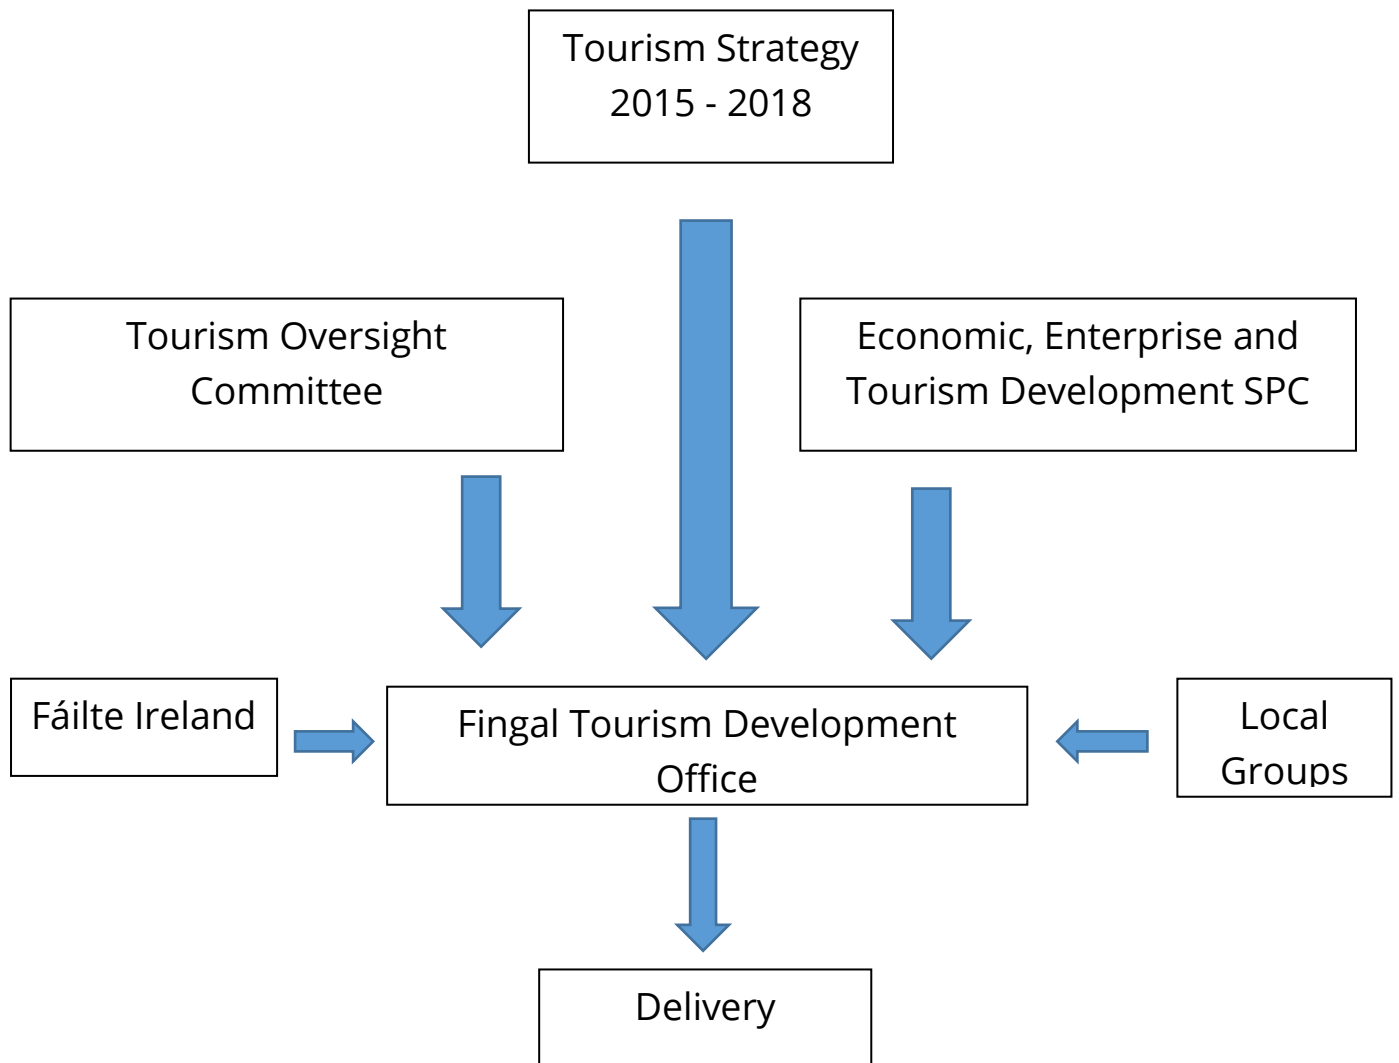 Tourism Strategy
2015 - 2018
Tourism Oversight
Committee
Economic, Enterprise and
Tourism Development SPC
Fáilte Ireland
Fingal Tourism Development
Office
Local
Groups
Delivery